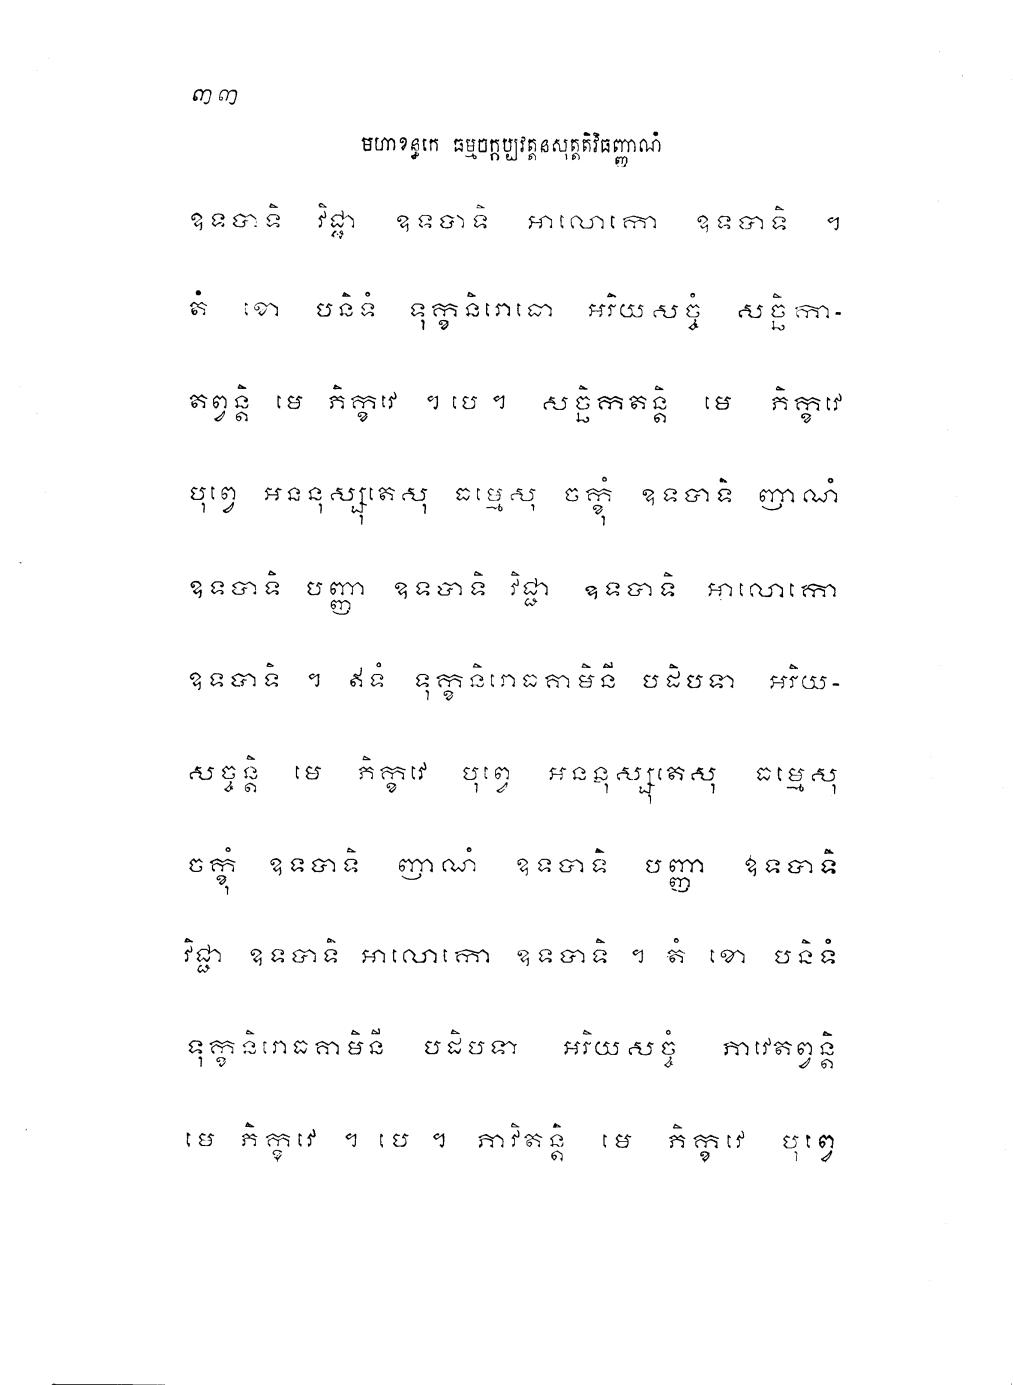 ៣៣
មហាខន្ធកេ ធម្មចក្កប្បវត្តនសុត្តតិវិធញ្ញាណំ
ឧទបាទិ វិជ្ជា ឧទបាទិ អាលោកោ ឧទបាទិ ។
តំ ខោ បនិទំ ទុក្ខនិរោធោ អរិយសច្ចំ សច្ឆិកា-
តព្វន្តិ មេ ភិក្ខវេ ។ បេ ។ សច្ឆិកតន្តិ មេ ភិក្ខវេ
បុព្វេ អននុស្សុតេសុ ធម្មេសុ ចក្ខុំ ឧទបាទិ ញាណំ
ឧទបាទិ បញ្ញា ឧទបាទិ វិជ្ជា ឧទបាទិ អាលោកោ
ឧទបាទិ ។ ឥទំ ទុក្ខនិរោធគាមិនី បដិបទា អរិយ-
សច្ចន្តិ មេ ភិក្ខវេ បុព្វេ អននុស្សុតេសុ ធម្មេសុ
ចក្ខុំ ឧទបាទិ ញាណំ ឧទបាទិ បញ្ញា ឧទបាទិ
វិជ្ជា ឧទបាទិ អាលោកោ ឧទបាទិ ។ តំ ខោ បនិទំ
ទុក្ខនិរោធគាមិនី បដិបទា អរិយសច្ចំ ភាវេតព្វន្តិ
មេ ភិក្ខវេ ។ បេ ។ ភាវិតន្តិ មេ ភិក្ខវេ បុព្វេ